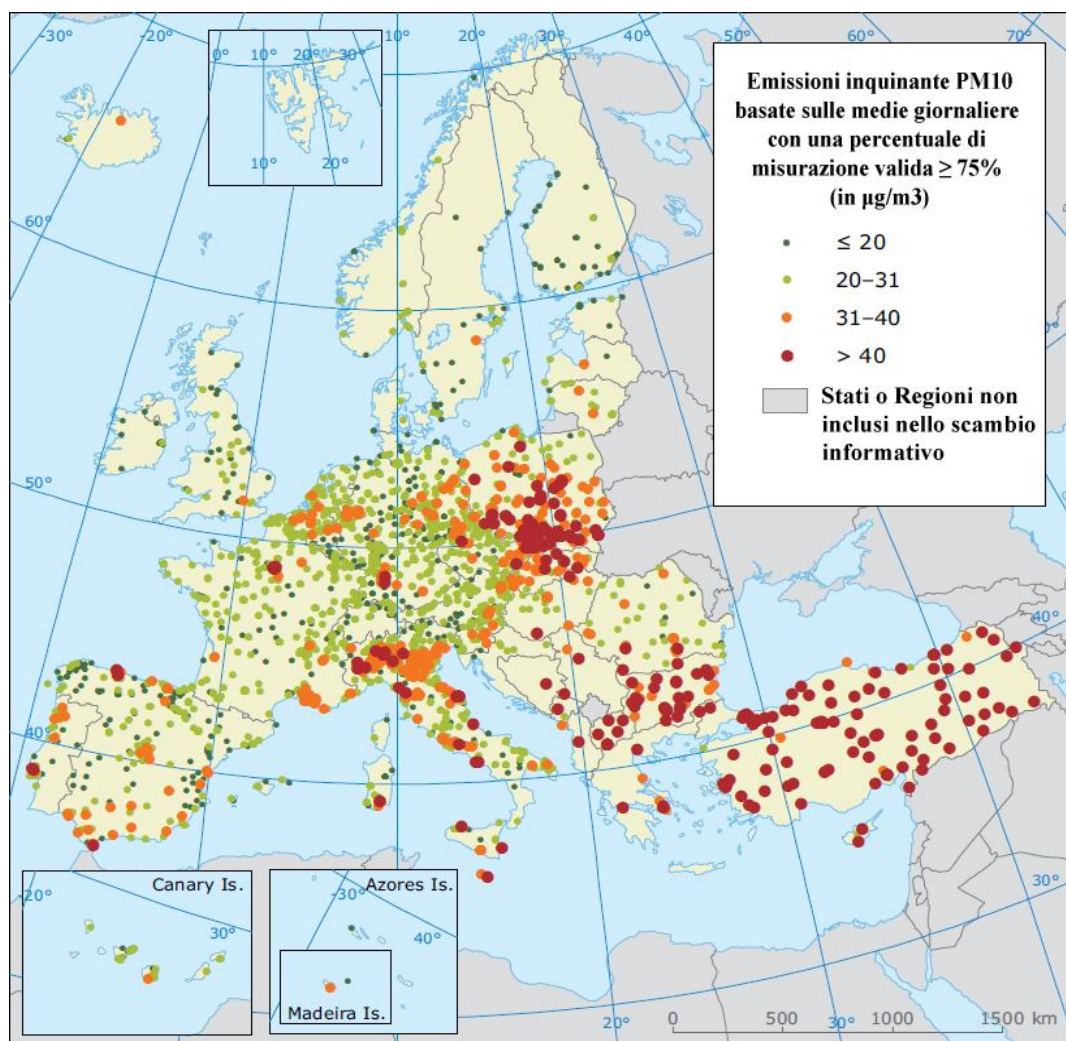 -30°
-20°
0°
10°
20°
30°
10°
20°
10°
20°
30°
40°
50°
60°
70°
60°
50°
40°
Emissioni inquinante PM10
basate sulle medie giornaliere
con una percentuale di
misurazione valida ≥ 75%
(in µg/m3)
≤ 20
20–31
31–40
> 40
Stati o Regioni non
inclusi nello scambio
informativo
40°
40°
-20°
Canary Is.
30°
-30°
Azores Is.
40°
Madeira Is.
30°
20°
30°
0
500
1000
1500 km